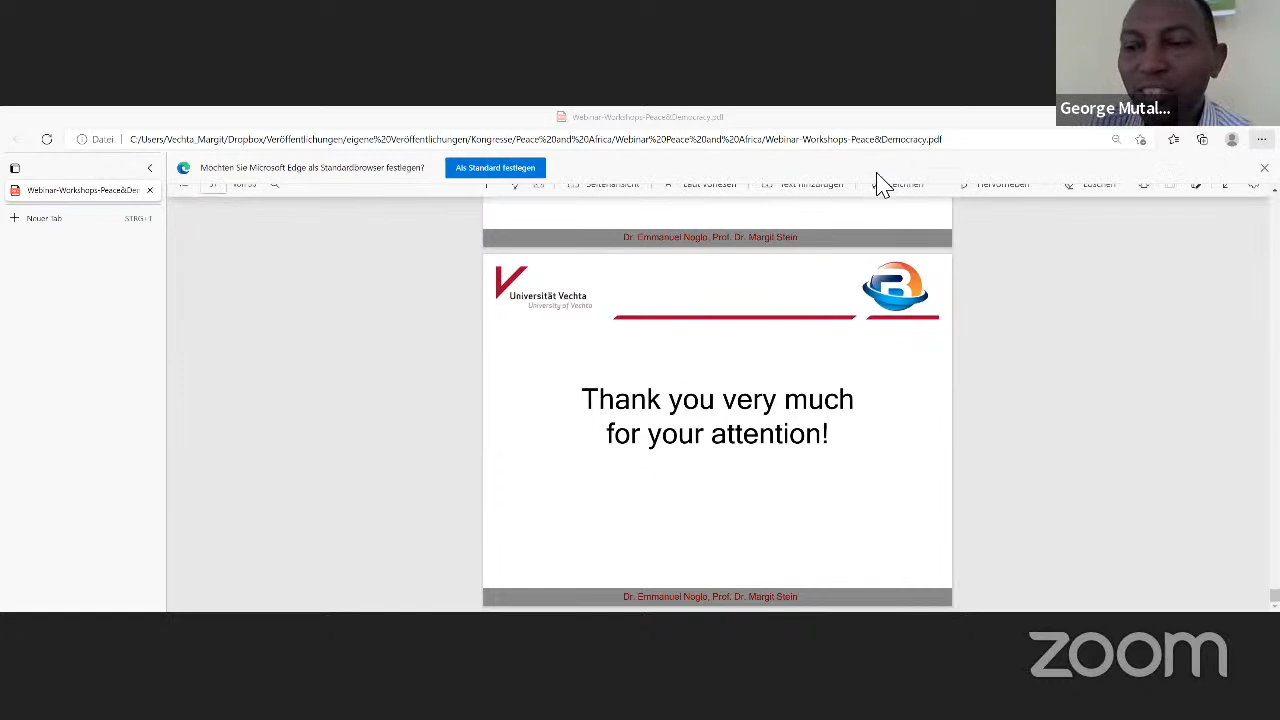 George Mutal...
Webinar-Workshops-Peace&Democracy.pdf
Datei
C:/Users/Vechta_Margit/Dropbox/Veröffentlichungen/eigene%20Veröffentlichungen/Kongresse/Peace%20and%20Africa/Webinar%20Peace%20and%20Africa/Webinar-Workshops-Peace&Democracy.pdf
Möchten Sie Microsoft Edge als Standardbrowser festlegen?
Als Standard festlegen
Webinar-Workshops-Peace&Den
Seitenansicht
Laut vorlesen
Text hinzufügen
Hervorheben
Löschen
Neuer Tab
STRG+T
Dr. Emmanuel Noglo, Prof. Dr. Margit Stein
Universität Vechta
University of Vechta
B
Thank you very much
for your attention!
Dr. Emmanuel Noglo, Prof. Dr. Margit Stein
zoom